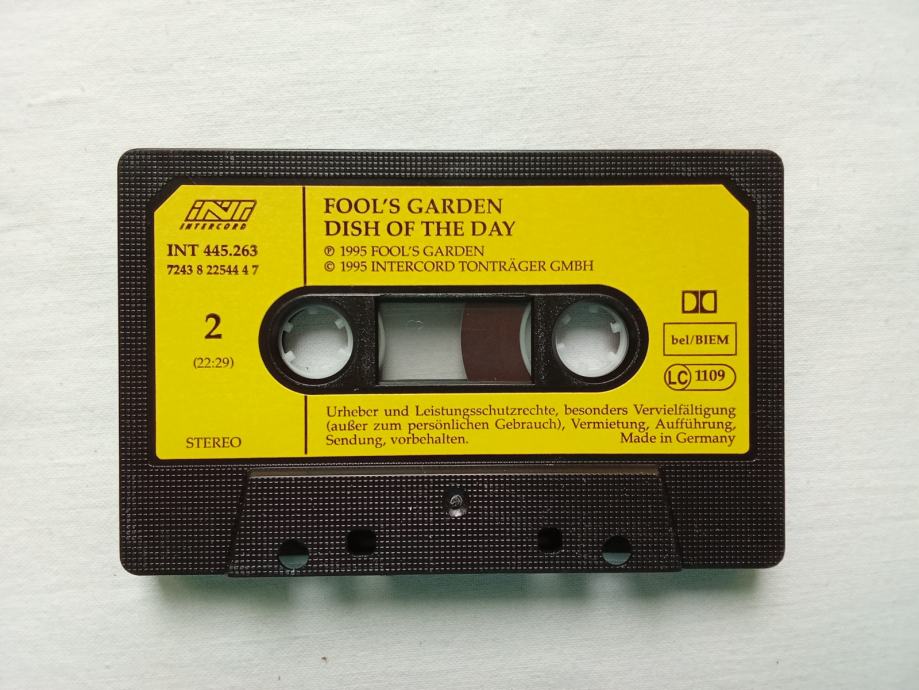 INT
INTERCORD
INT 445.263
7243 8 22544 4 7
2
(22:29)
STEREO
FOOL'S GARDEN
DISH OF THE DAY
℗ 1995 FOOL'S GARDEN
© 1995 INTERCORD TONTRÄGER GMBH
bel/BIEM
LC 1109
Urheber und Leistungsschutzrechte, besonders Vervielfältigung
(außer zum persönlichen Gebrauch), Vermietung, Aufführung,
Sendung, vorbehalten. Made in Germany